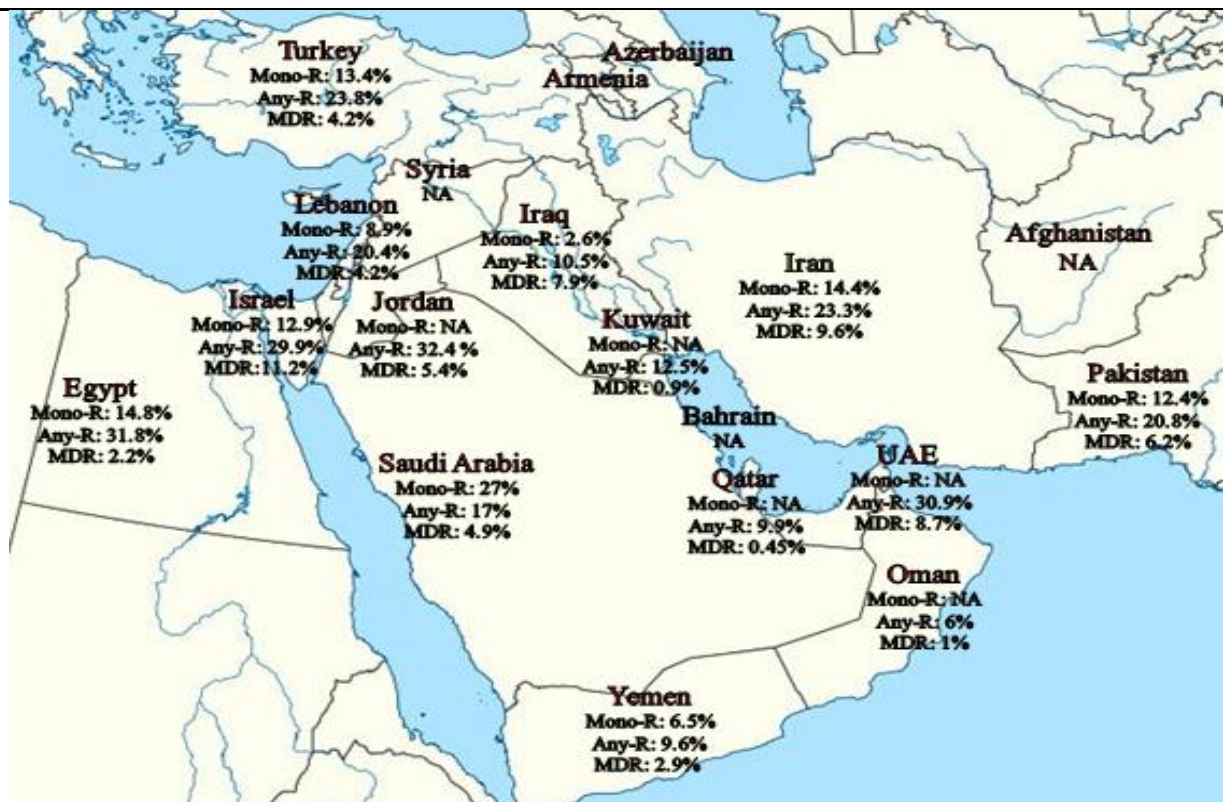 Turkey
Mono-R: 13.4%
Any-R: 23.8%
MDR: 4.2%
Azerbaijan
Armenia
Syria
NA
Lebanon
Mono-R: 8.9%
Any-R: 20.4%
MDR:4.2%
Iraq
Mono-R: 2.6%
Any-R: 10.5%
MDR: 7.9%
Iran
Mono-R: 14.4%
Any-R: 23.3%
MDR: 9.6%
Afghanistan
NA
Israel
Mono-R: 12.9%
Any-R: 29.9%
MDR:11.2%
Jordan
Mono-R: NA
Any-R: 32.4 %
MDR: 5.4%
Kuwait
Mono-R: NA
Any-R: 12.5%
MDR: 0.9%
Egypt
Mono-R: 14.8%
Any-R: 31.8%
MDR: 2.2%
Pakistan
Mono-R: 12.4%
Any-R: 20.8%
MDR: 6.2%
Bahrain
NA
Saudi Arabia
Mono-R: 27%
Any-R: 17%
MDR: 4.9%
Qatar
Mono-R: NA
Any-R: 9.9%
MDR: 0.45%
UAE
Mono-R: NA
Any-R: 30.9%
MDR: 8.7%
Oman
Mono-R: NA
Any-R: 6%
MDR: 1%
Yemen
Mono-R: 6.5%
Any-R: 9.6%
MDR: 2.9%